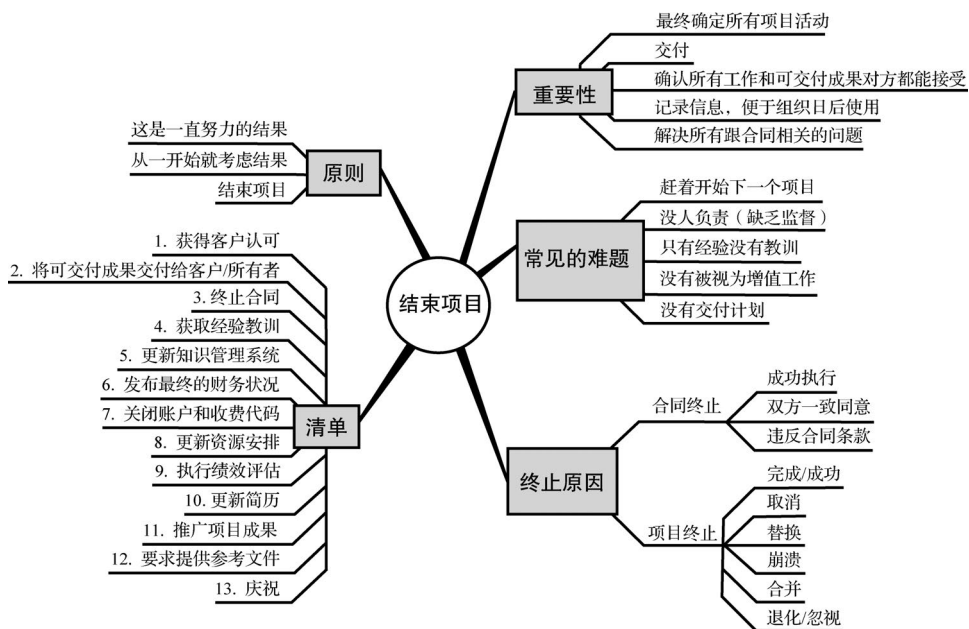 结束项目
重要性
最终确定所有项目活动
交付
确认所有工作和可交付成果对方都能接受
记录信息，便于组织日后使用
解决所有跟合同相关的问题
常见的难题
赶着开始下一个项目
没人负责（缺乏监督）
只有经验没有教训
没有被视为增值工作
没有交付计划
终止原因
合同终止
成功执行
双方一致同意
违反合同条款
项目终止
完成/成功
取消
替换
崩溃
合并
退化/忽视
原则
这是一直努力的结果
从一开始就考虑结果
结束项目
清单
1. 获得客户认可
2. 将可交付成果交付给客户/所有者
3. 终止合同
4. 获取经验教训
5. 更新知识管理系统
6. 发布最终的财务状况
7. 关闭账户和收费代码
8. 更新资源安排
9. 执行绩效评估
10. 更新简历
11. 推广项目成果
12. 要求提供参考文件
13. 庆祝